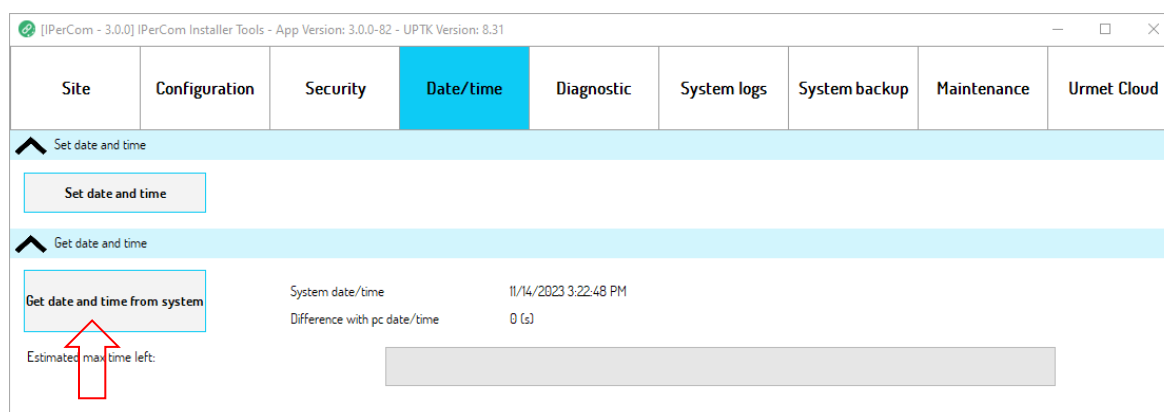 [IPerCom - 3.0.0] IPerCom Installer Tools - App Version: 3.0.0-82 - UPTK Version: 8.31
Site Configuration Security Date/time Diagnostic System logs System backup Maintenance Urmet Cloud
Set date and time
Set date and time
Get date and time
Get date and time from system
System date/time 11/14/2023 3:22:48 PM
Difference with pc date/time 0 (s)
Estimated max time left: